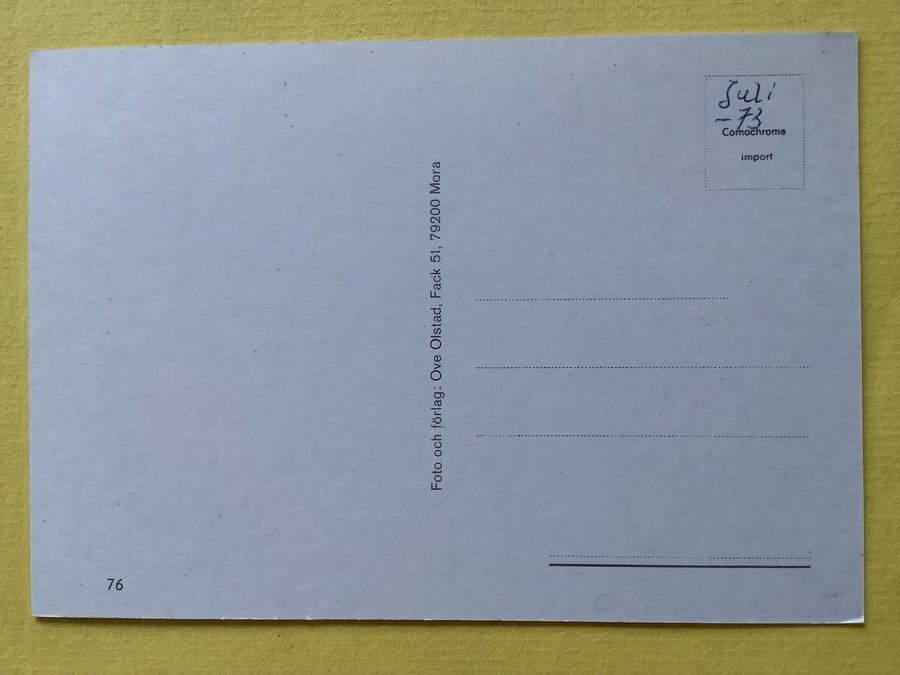 Juli
-73
Comochrome
import
Foto och förlag: Ove Olstad, Fack 51, 79200 Mora
76